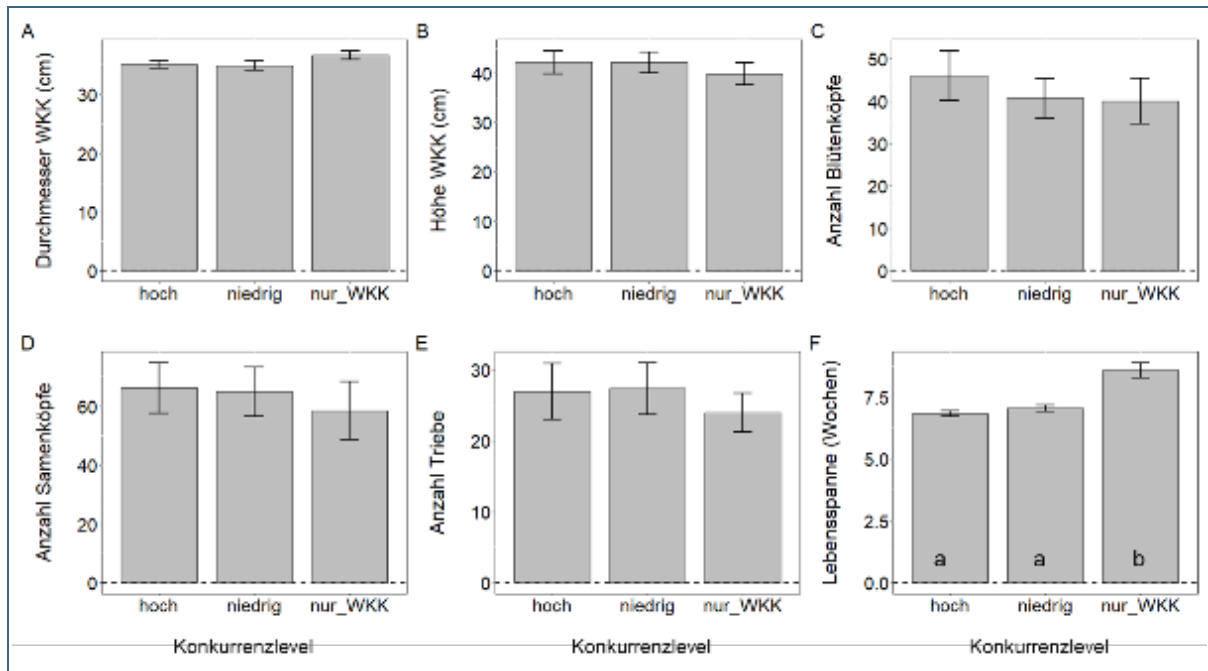 A
Durchmesser WKK (cm)
30
20
10
0
hoch niedrig nur_WKK
B
Höhe WKK (cm)
40
30
20
10
0
hoch niedrig nur_WKK
C
Anzahl Blütenköpfe
50
40
30
20
10
0
hoch niedrig nur_WKK
D
Anzahl Samenköpfe
60
40
20
0
hoch niedrig nur_WKK
Konkurrenzlevel
E
Anzahl Triebe
30
20
10
0
hoch niedrig nur_WKK
Konkurrenzlevel
F
Lebensspanne (Wochen)
7.5
5.0
2.5
0.0
a a b
hoch niedrig nur_WKK
Konkurrenzlevel